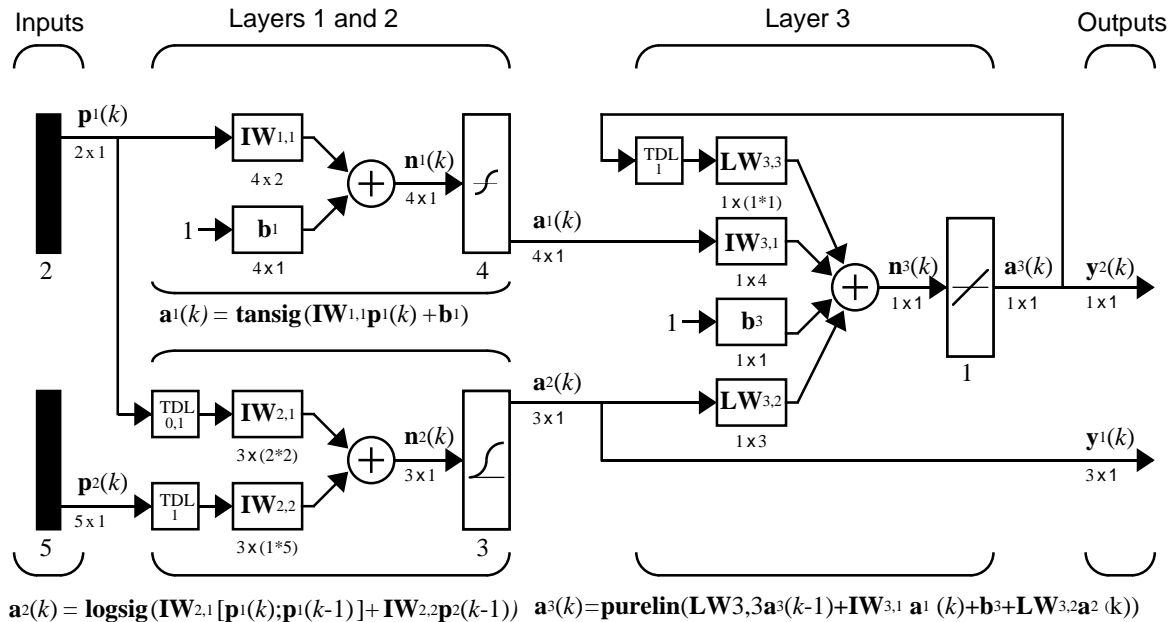 Inputs
Layers 1 and 2
Layer 3
Outputs
p1(k)
2 x 1
2
IW1,1
4 x 2
1
b1
4 x 1
n1(k)
4 x 1
4
a1(k)
4 x 1
a1(k) = tansig (IW1,1p1(k) +b1)
TDL
1
LW3,3
1 x (1*1)
IW3,1
1 x 4
1
b3
1 x 1
LW3,2
1 x 3
n3(k)
1 x 1
1
a3(k)
1 x 1
y2(k)
1 x 1
p2(k)
5 x 1
5
TDL
0,1
IW2,1
3 x (2*2)
TDL
1
IW2,2
3 x (1*5)
n2(k)
3 x 1
3
a2(k)
3 x 1
y1(k)
3 x 1
a2(k) = logsig (IW2,1 [p1(k);p1(k-1) ]+ IW2,2p2(k-1)) a3(k)=purelin(LW3,3a3(k-1)+IW3,1 a1 (k)+b3+LW3,2a2 (k))